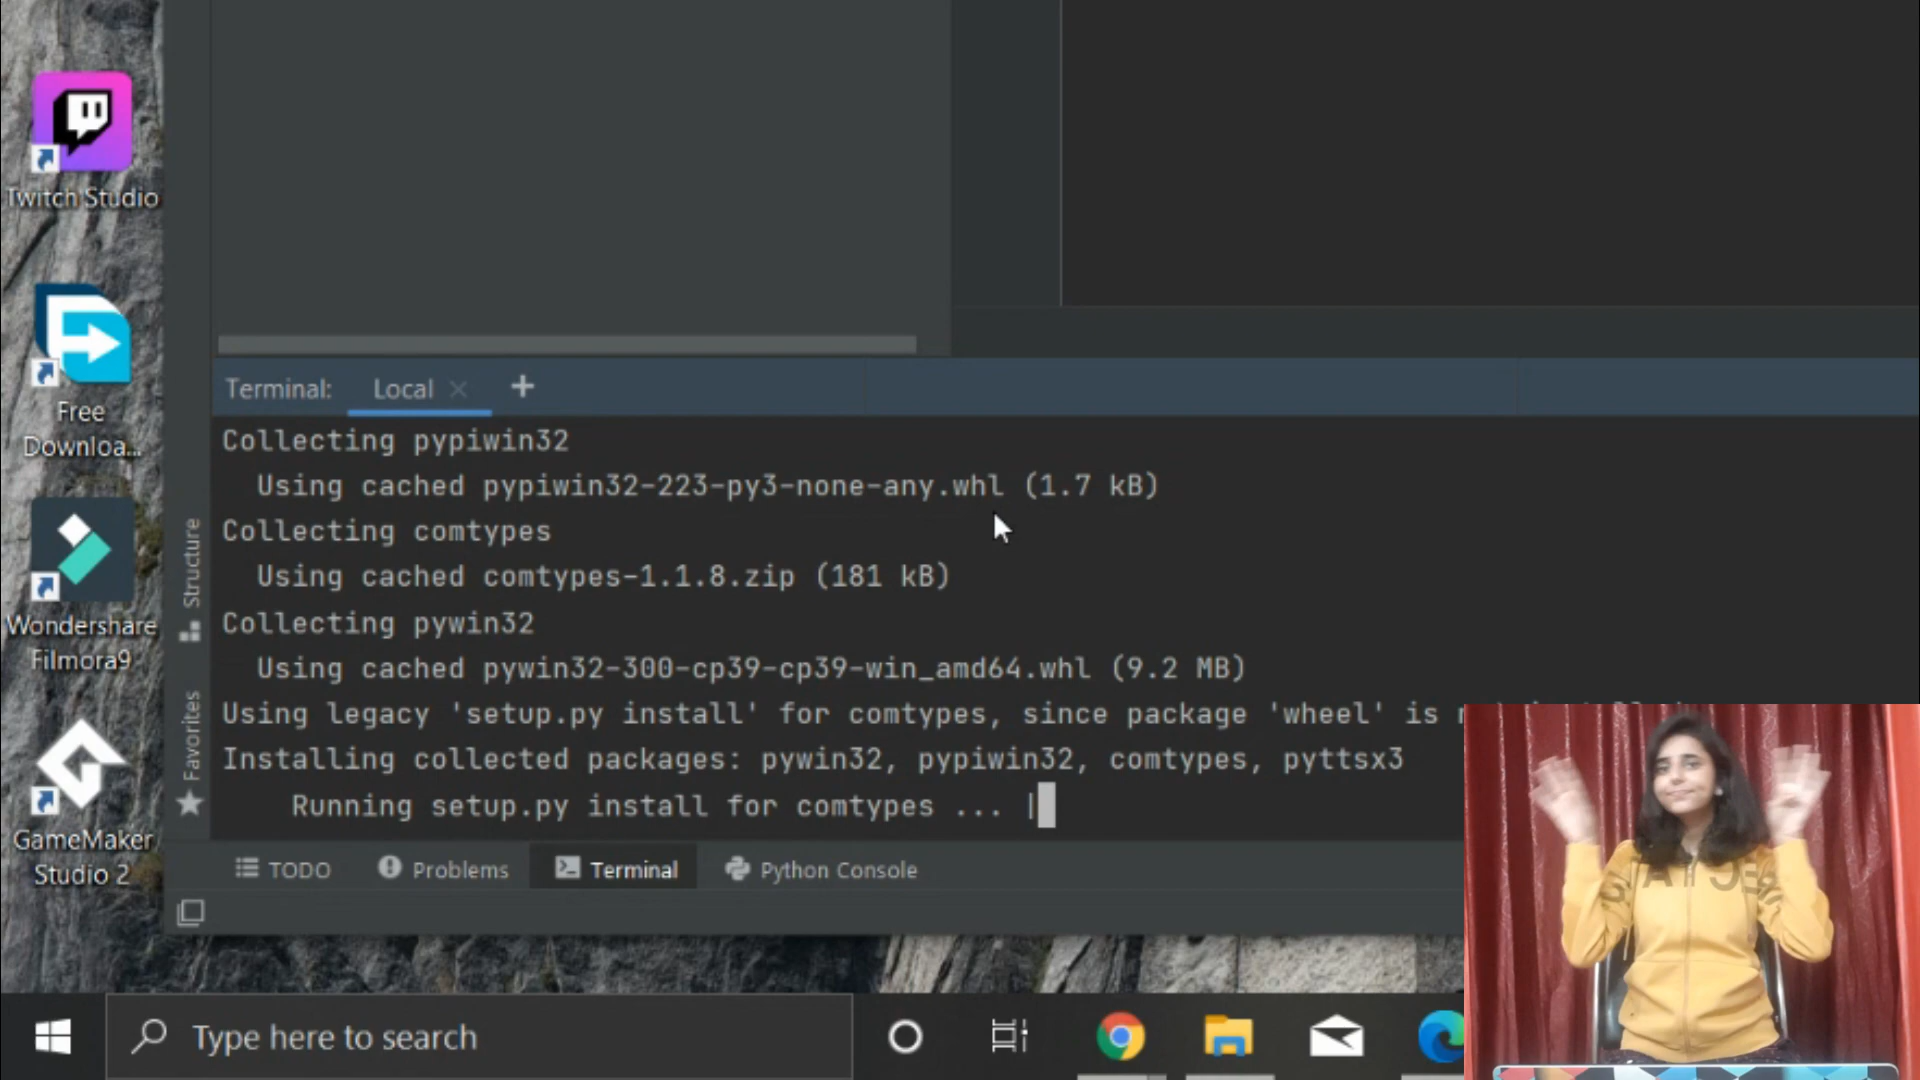 Twitch Studio
Free
Downloa...
Wondershare
Filmora9
GameMaker
Studio 2
Structure
Favorites
Terminal: Local × +
Collecting pypiwin32
Using cached pypiwin32-223-py3-none-any.whl (1.7 kB)
Collecting comtypes
Using cached comtypes-1.1.8.zip (181 kB)
Collecting pywin32
Using cached pywin32-300-cp39-cp39-win_amd64.whl (9.2 MB)
Using legacy 'setup.py install' for comtypes, since package 'wheel' is
Installing collected packages: pywin32, pypiwin32, comtypes, pyttsx3
Running setup.py install for comtypes ... |
TODO Problems Terminal Python Console
Type here to search